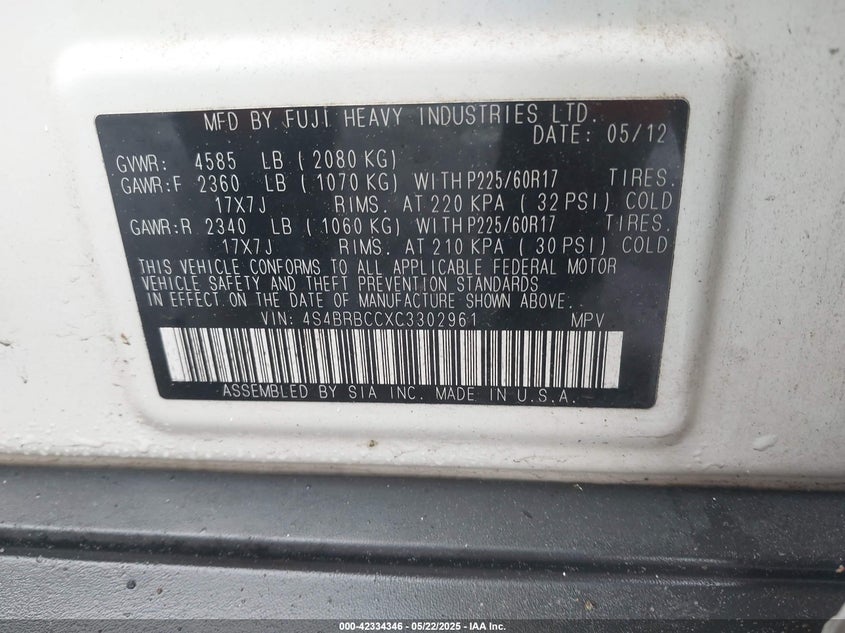 MFD BY FUJI HEAVY INDUSTRIES LTD.
DATE: 05/12
GVWR: 4585 LB ( 2080 KG)
GAWR:F 2360 LB ( 1070 KG) WITH P225/60R17 TIRES.
17X7J RIMS. AT 220 KPA ( 32 PSI) COLD
GAWR:R 2340 LB ( 1060 KG) WITH P225/60R17 TIRES.
17X7J RIMS. AT 210 KPA ( 30 PSI) COLD
THIS VEHICLE CONFORMS TO ALL APPLICABLE FEDERAL MOTOR
VEHICLE SAFETY AND THEFT PREVENTION STANDARDS
IN EFFECT ON THE DATE OF MANUFACTURE SHOWN ABOVE.
VIN: 4S4BRBCCXC3302961 MPV
ASSEMBLED BY SIA INC. MADE IN U.S.A.
000-42334346 - 05/22/2025 - IAA Inc.